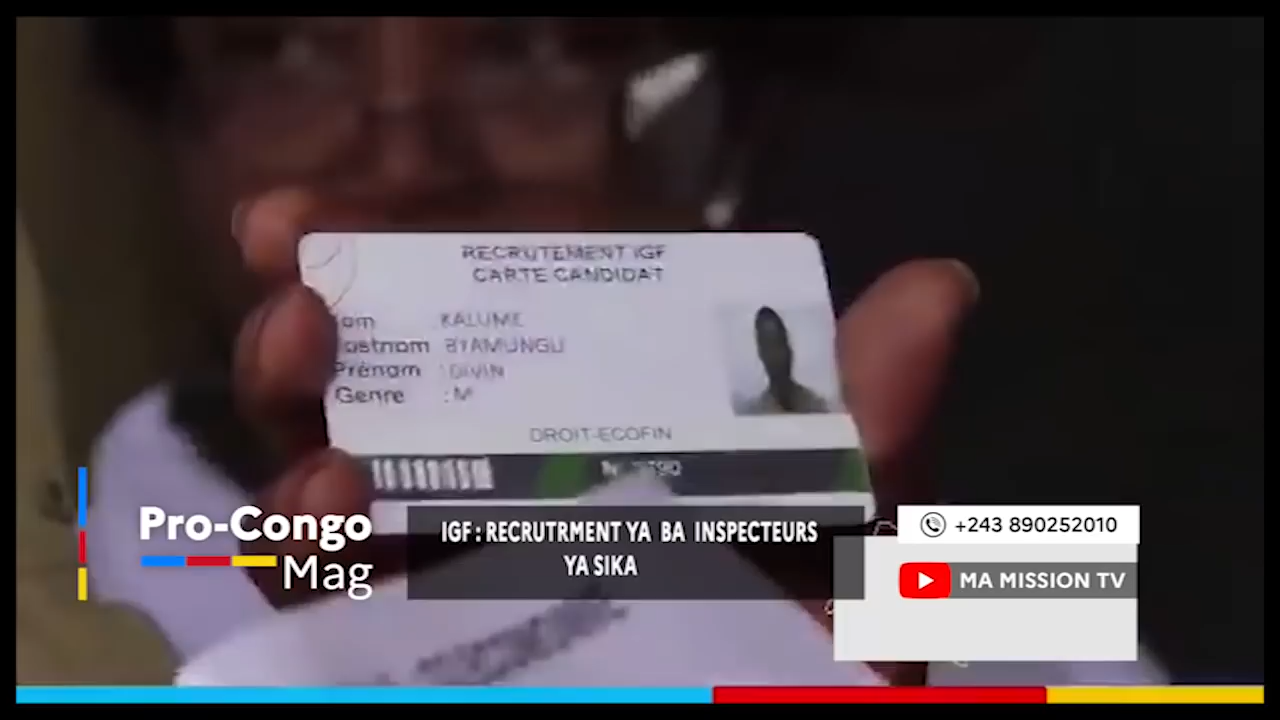 RECRUTEMENT IGF
CARTE CANDIDAT
KALUME
BYAMUNGU
Prénom : DIVIN
Genre : M
DROIT-ECOFIN
Pro-Congo
Mag
IGF : RECRUTRMENT YA BA INSPECTEURS
YA SIKA
+243 890252010
MA MISSION TV